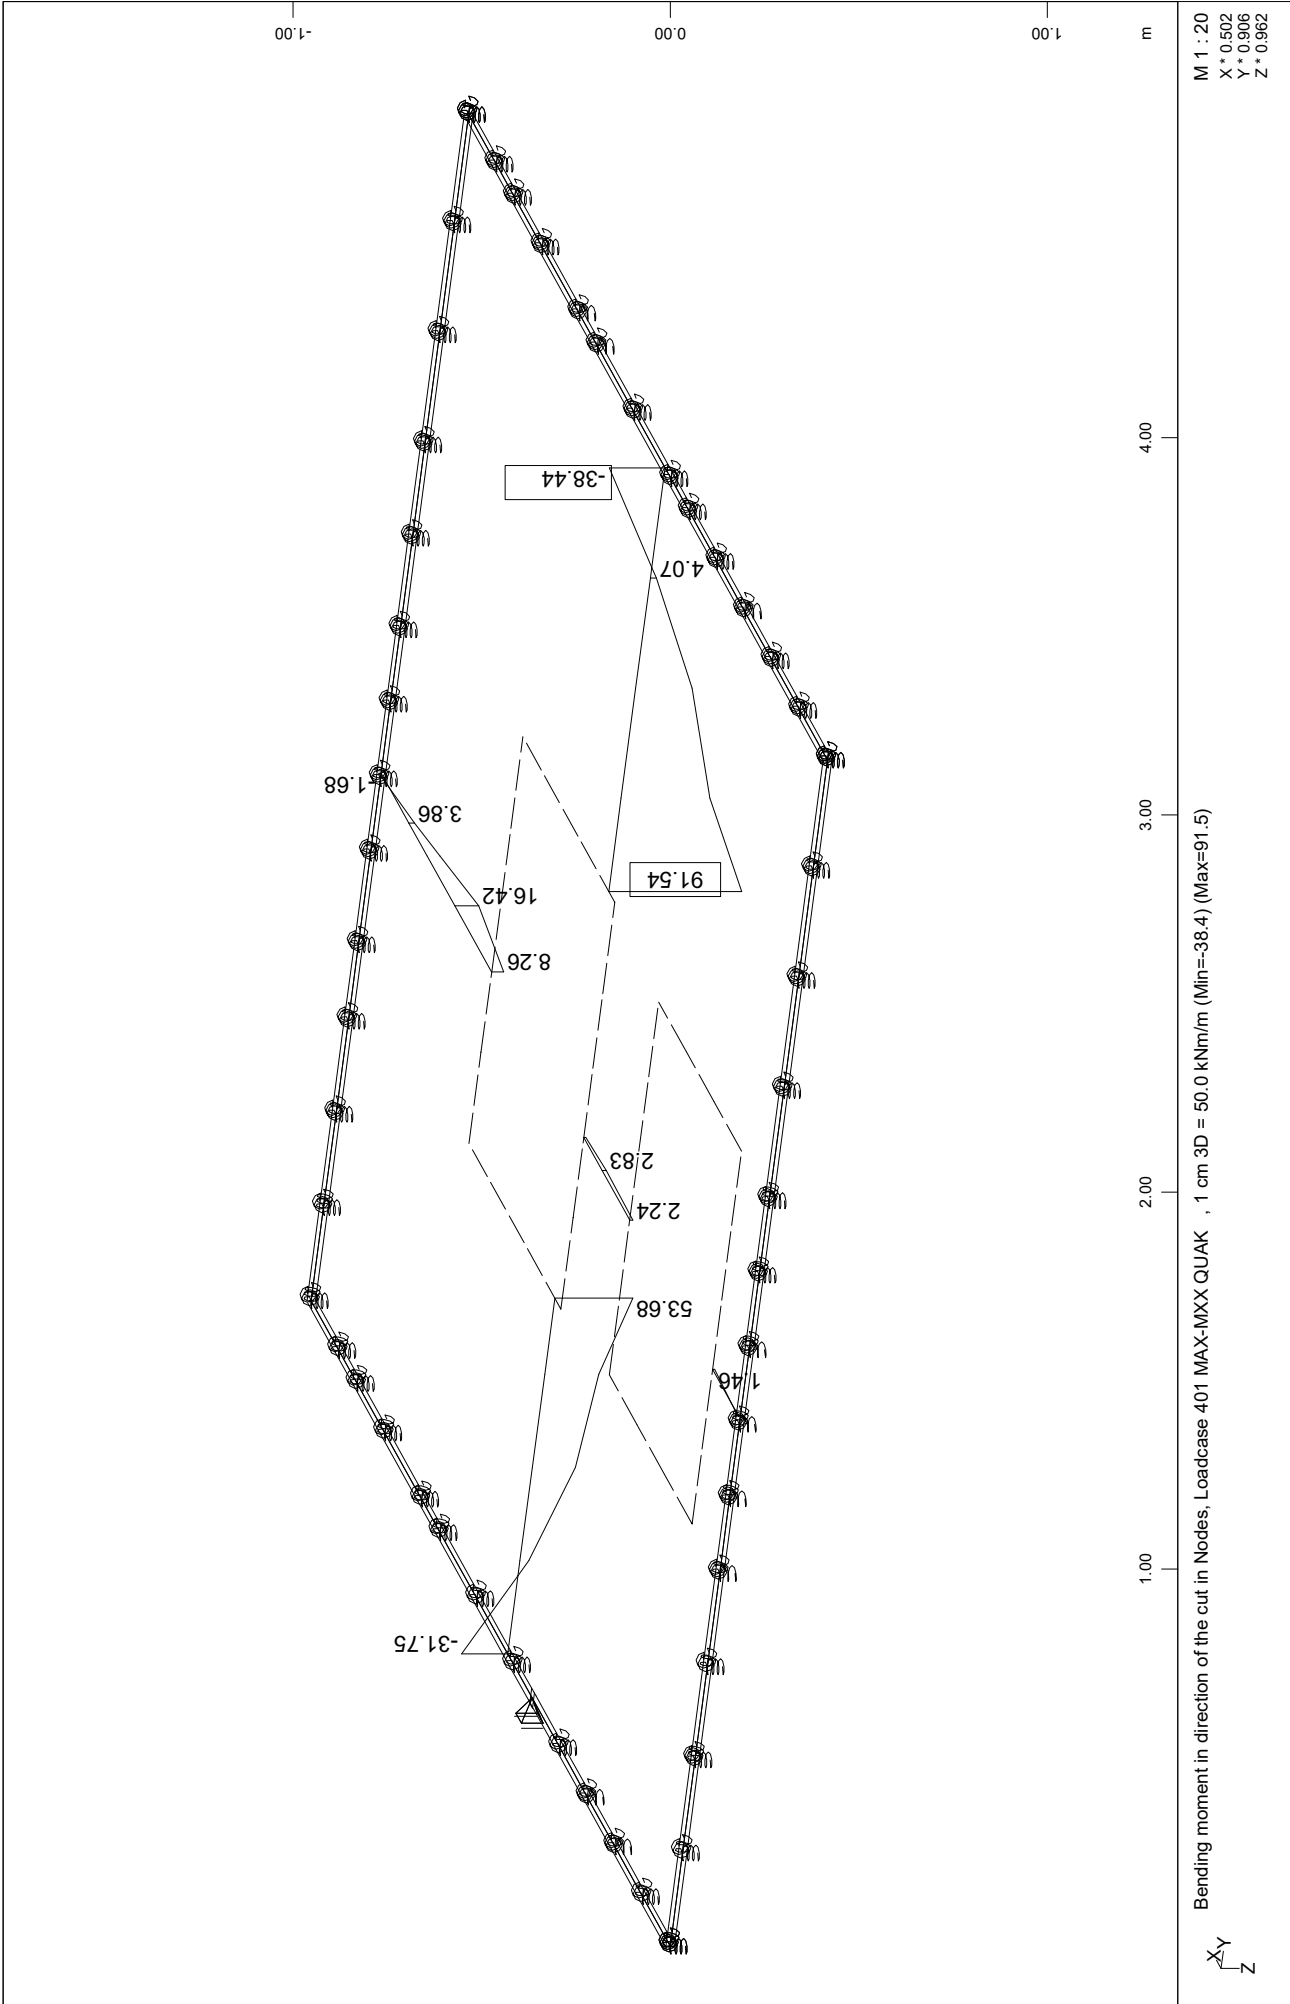 -1.00
0.00
1.00
m
M 1 : 20
X * 0.502
Y * 0.906
Z * 0.962
4.00
3.00
2.00
1.00
-38.44
4.07
-1.68
3.86
91.54
16.42
8.26
2.83
2.24
53.68
1.46
-31.75
Bending moment in direction of the cut in Nodes, Loadcase 401 MAX-MXX QUAK , 1 cm 3D = 50.0 kNm/m (Min=-38.4) (Max=91.5)
X
Y
Z